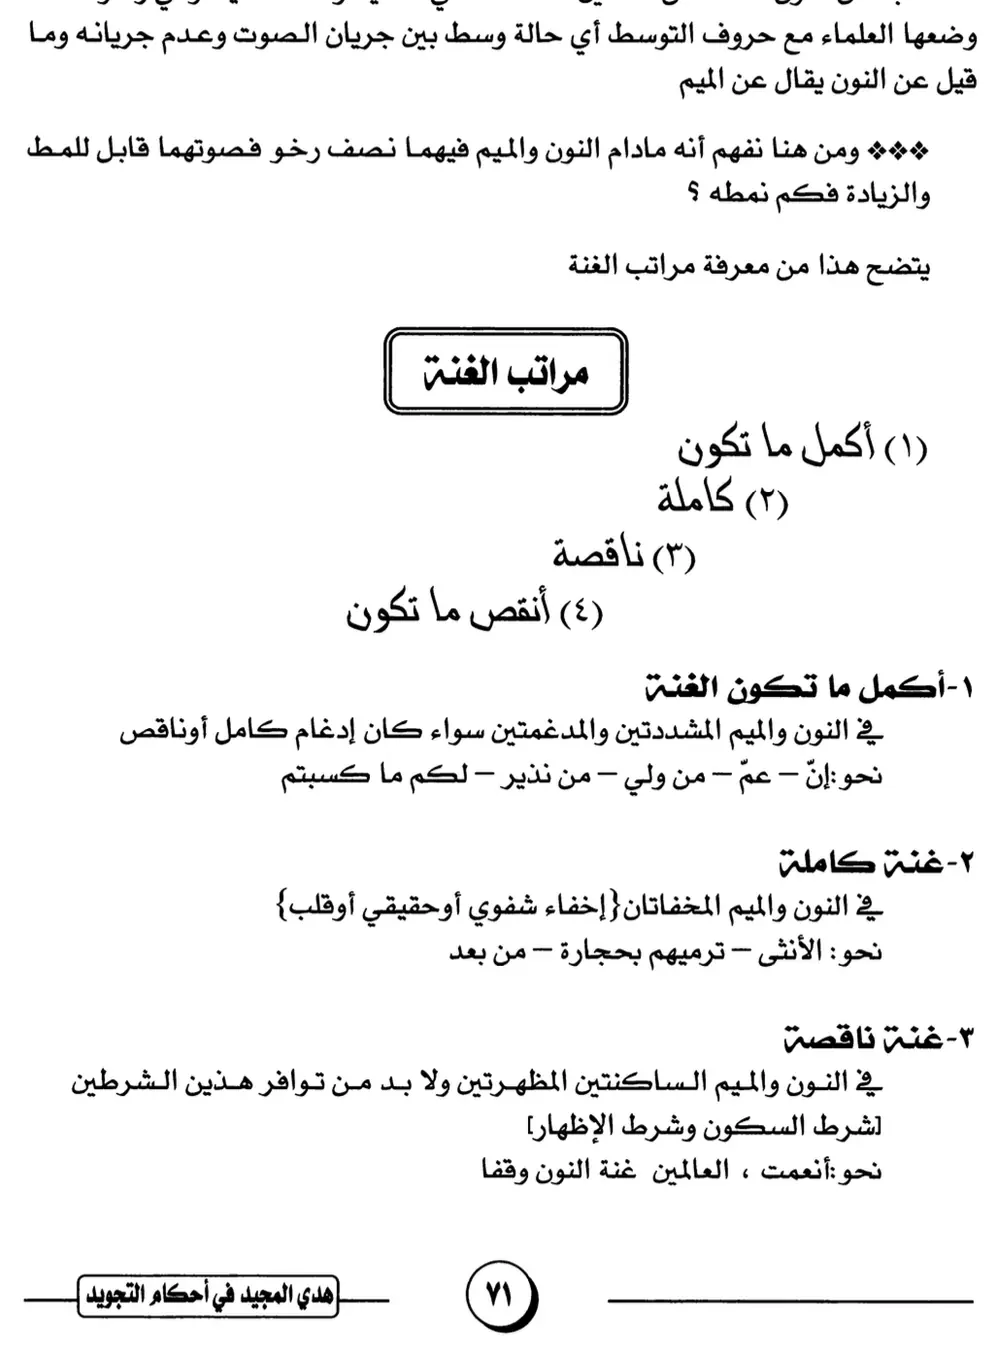 وضعها العلماء مع حروف التوسط أي حالة وسط بين جريان الصوت وعدم جريانه وما
قيل عن النون يقال عن الميم
❖❖❖ ومن هنا نفهم أنه مادام النون والميم فيهما نصف رخو فصوتهما قابل للمط
والزيادة فكم نمطه ؟
يتضح هذا من معرفة مراتب الغنة
مراتب الغنة
(١) أكمل ما تكون
(٢) كاملة
(٣) ناقصة
(٤) أنقص ما تكون
١-أكمل ما تكون الغنة
في النون والميم المشددتين والمدغمتين سواء كان إدغام كامل أوناقص
نحو:إنّ – عمّ – من ولي – من نذير – لكم ما كسبتم
٢-غنة كاملة
في النون والميم المخفاتان{إخفاء شفوي أوحقيقي أوقلب}
نحو: الأنثى – ترميهم بحجارة – من بعد
٣-غنة ناقصة
في النون والميم الساكنتين المظهرتين ولا بد من توافر هذين الشرطين
[شرط السكون وشرط الإظهار]
نحو:أنعمت ، العالمين غنة النون وقفا
هدي المجيد في أحكام التجويد
٧١